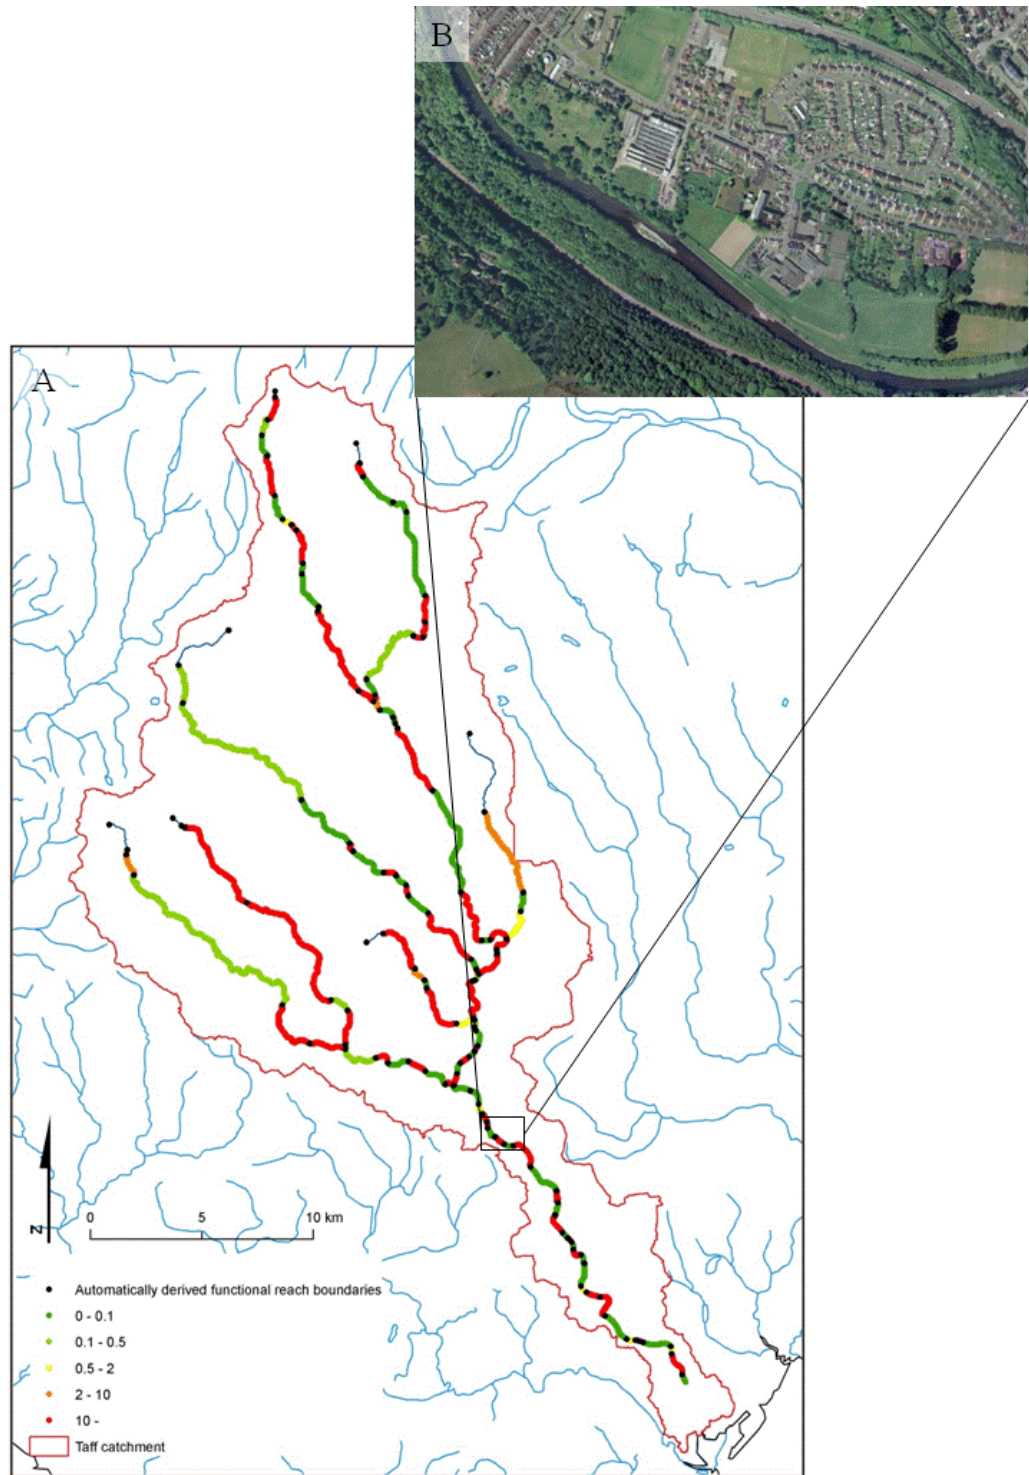 B
A
N
0 5 10 km
Automatically derived functional reach boundaries
0 - 0.1
0.1 - 0.5
0.5 - 2
2 - 10
10 -
Taff catchment